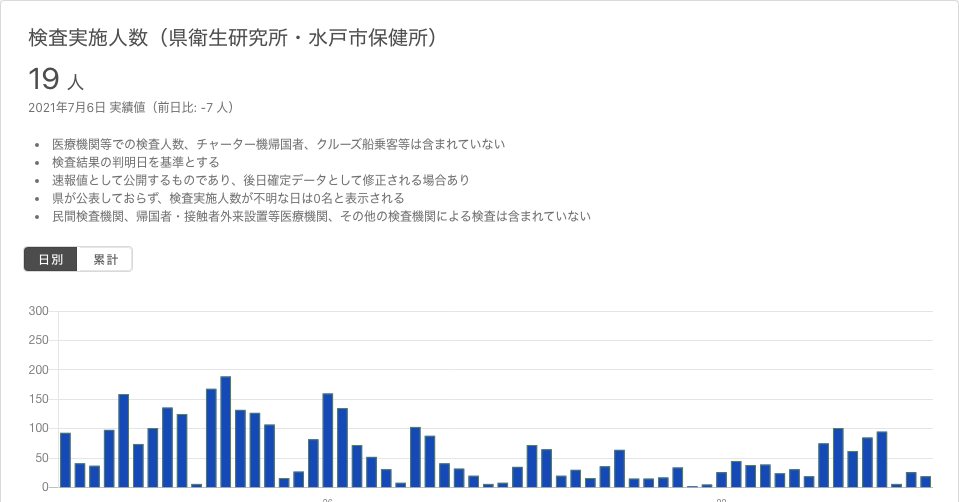 検査実施人数（県衛生研究所・水戸市保健所）
19 人
2021年7月6日 実績値（前日比: -7 人）
• 医療機関等での検査人数、チャーター機帰国者、クルーズ船乗客等は含まれていない
• 検査結果の判明日を基準とする
• 速報値として公開するものであり、後日確定データとして修正される場合あり
• 県が公表しておらず、検査実施人数が不明な日は0名と表示される
• 民間検査機関、帰国者・接触者外来設置等医療機関、その他の検査機関による検査は含まれていない
日別 累計
300
250
200
150
100
50
0